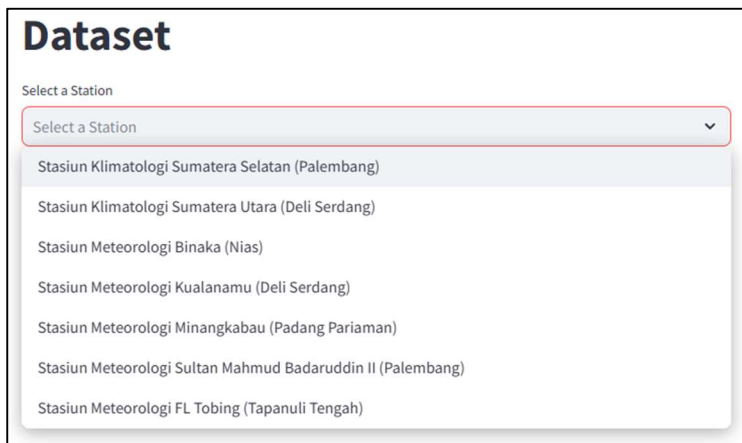 Dataset
Select a Station
Select a Station
Stasiun Klimatologi Sumatera Selatan (Palembang)
Stasiun Klimatologi Sumatera Utara (Deli Serdang)
Stasiun Meteorologi Binaka (Nias)
Stasiun Meteorologi Kualanamu (Deli Serdang)
Stasiun Meteorologi Minangkabau (Padang Pariaman)
Stasiun Meteorologi Sultan Mahmud Badaruddin II (Palembang)
Stasiun Meteorologi FL Tobing (Tapanuli Tengah)